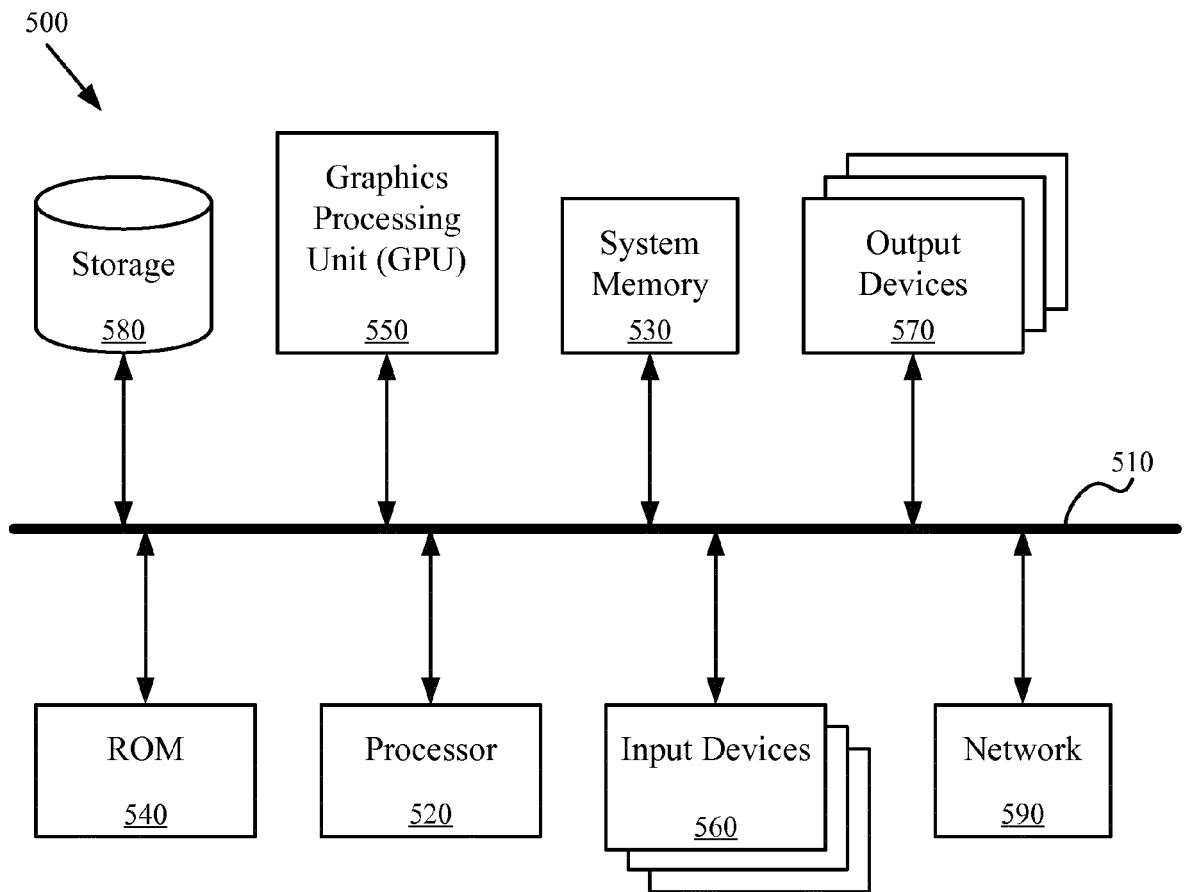 500
Storage
580
Graphics
Processing
Unit (GPU)
550
System
Memory
530
Output
Devices
570
510
ROM
540
Processor
520
Input Devices
560
Network
590